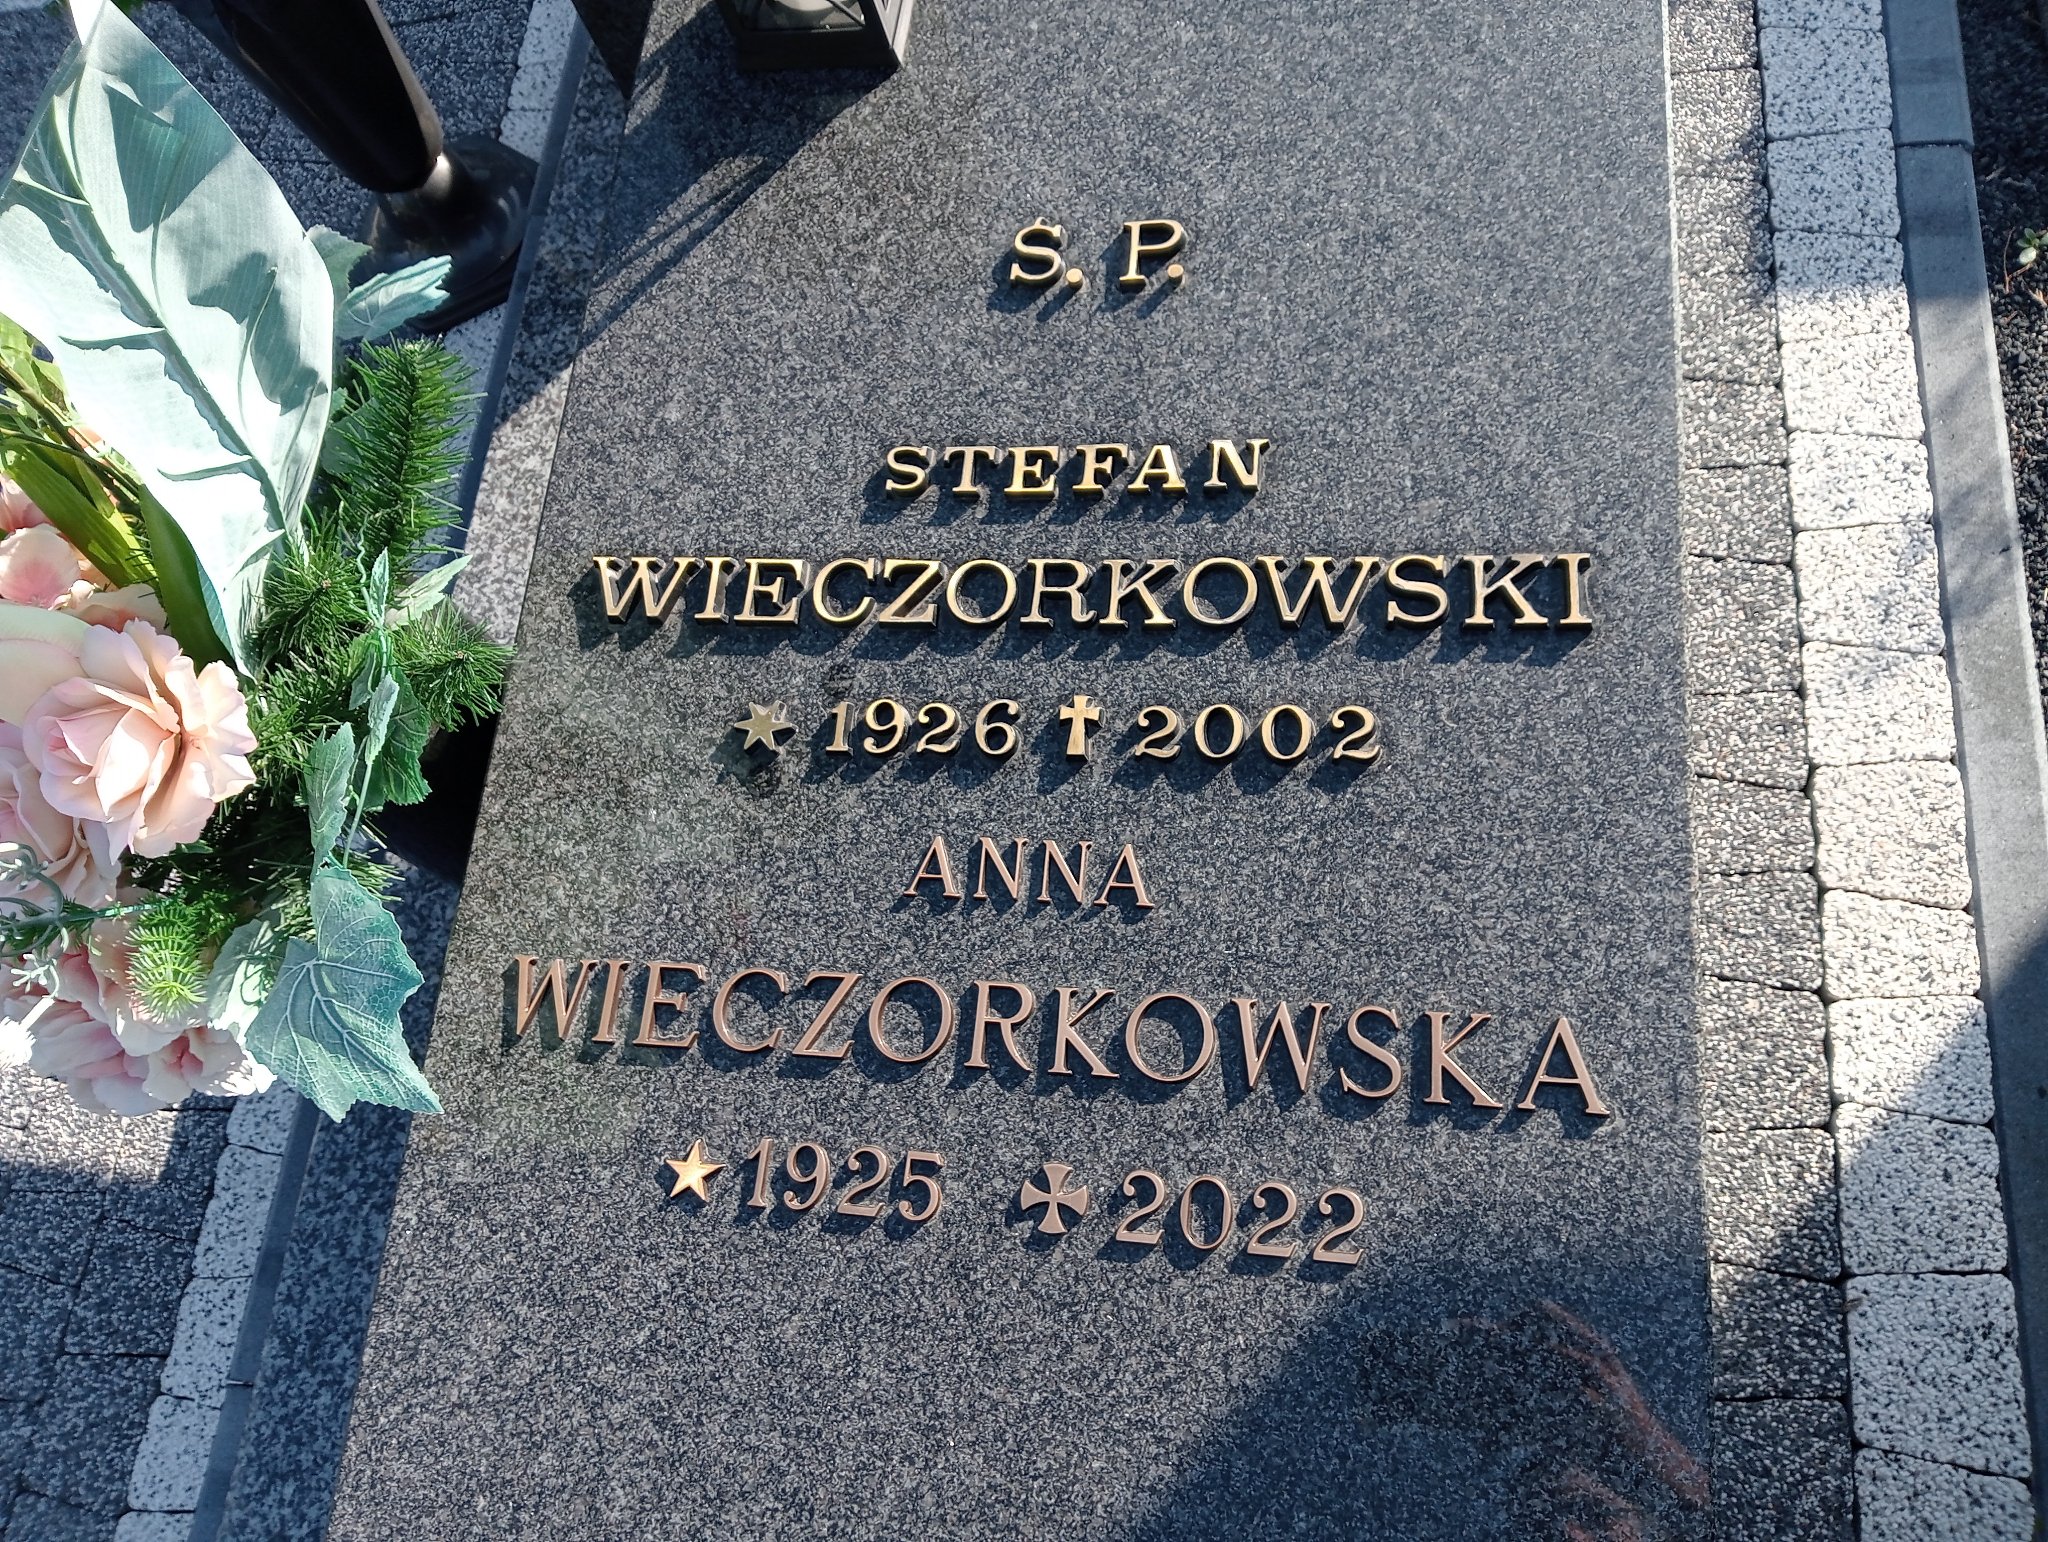 Ś. P.
STEFAN
WIECZORKOWSKI
* 1926 ✝ 2002
ANNA
WIECZORKOWSKA
★ 1925 ✠ 2022